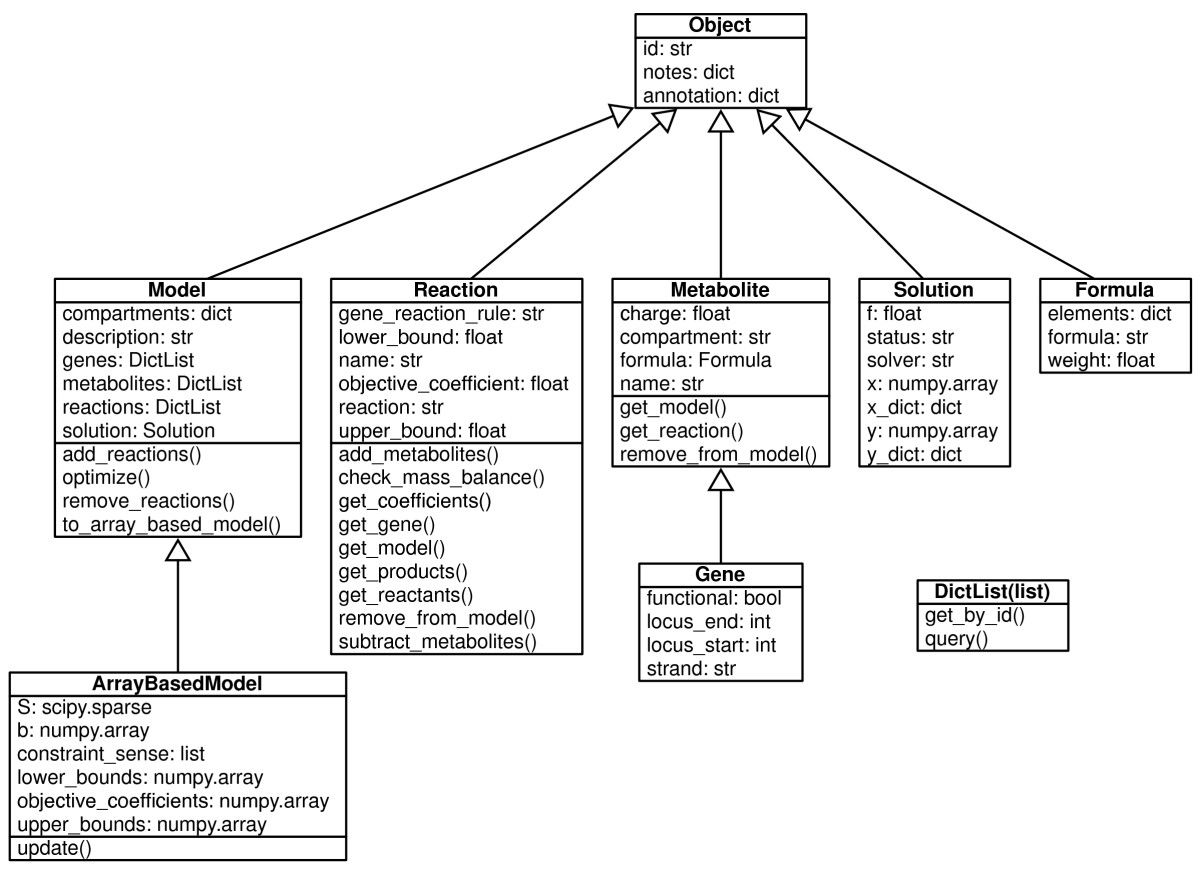 Object
id: str
notes: dict
annotation: dict
Model
compartments: dict
description: str
genes: DictList
metabolites: DictList
reactions: DictList
solution: Solution
add_reactions()
optimize()
remove_reactions()
to_array_based_model()
Reaction
gene_reaction_rule: str
lower_bound: float
name: str
objective_coefficient: float
reaction: str
upper_bound: float
add_metabolites()
check_mass_balance()
get_coefficients()
get_gene()
get_model()
get_products()
get_reactants()
remove_from_model()
subtract_metabolites()
Metabolite
charge: float
compartment: str
formula: Formula
name: str
get_model()
get_reaction()
remove_from_model()
Solution
f: float
status: str
solver: str
x: numpy.array
x_dict: dict
y: numpy.array
y_dict: dict
Formula
elements: dict
formula: str
weight: float
Gene
functional: bool
locus_end: int
locus_start: int
strand: str
DictList(list)
get_by_id()
query()
ArrayBasedModel
S: scipy.sparse
b: numpy.array
constraint_sense: list
lower_bounds: numpy.array
objective_coefficients: numpy.array
upper_bounds: numpy.array
update()